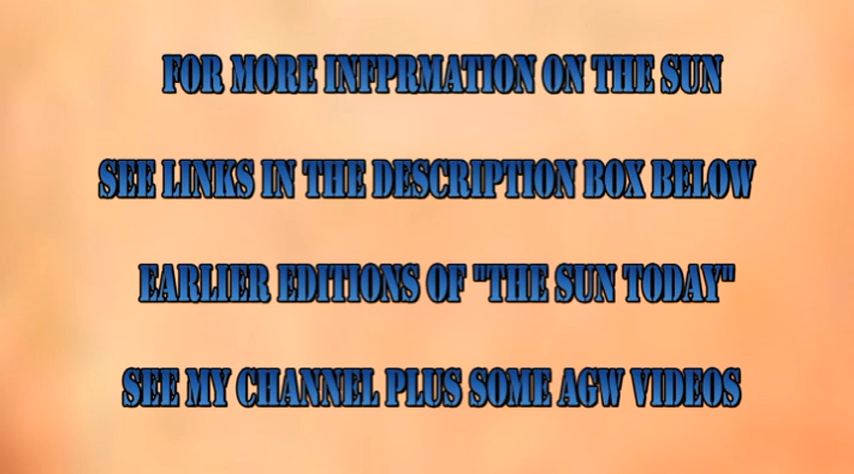 FOR MORE INFPRMATION ON THE SUN
SEE LINKS IN THE DESCRIPTION BOX BELOW
EARLIER EDITIONS OF "THE SUN TODAY"
SEE MY CHANNEL PLUS SOME AGW VIDEOS